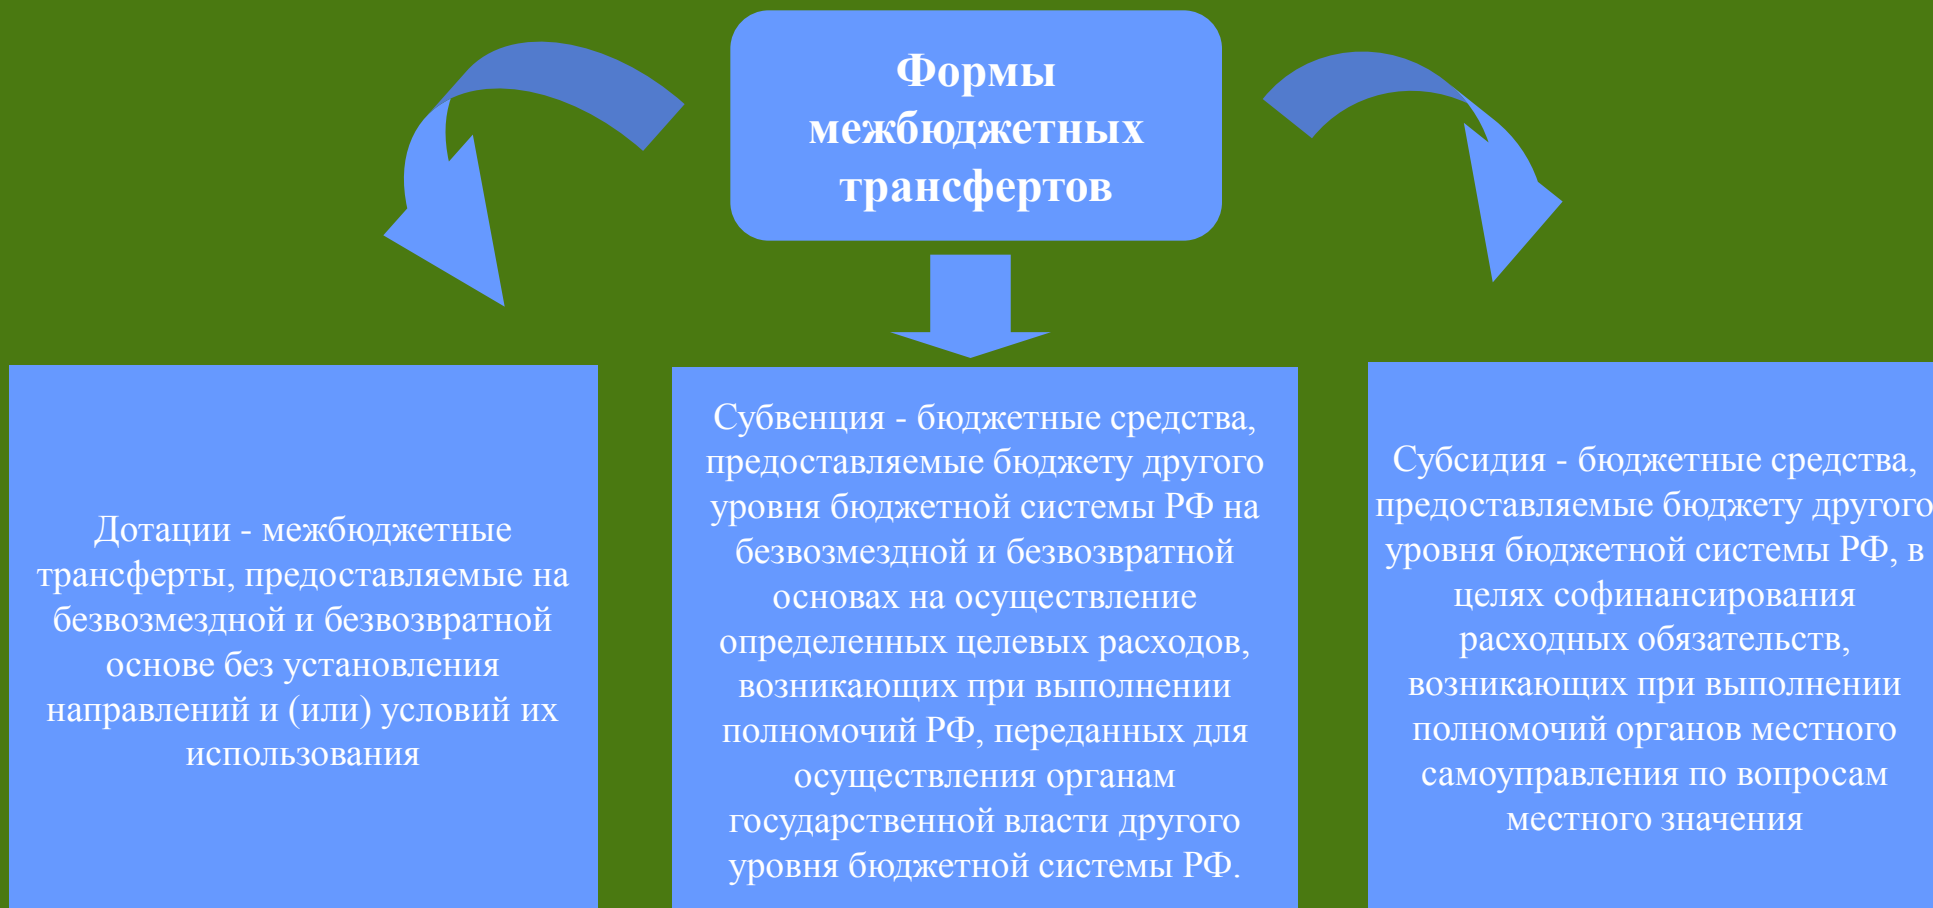 Формы
межбюджетных
трансфертов
Дотации - межбюджетные
трансферты, предоставляемые на
безвозмездной и безвозвратной
основе без установления
направлений и (или) условий их
использования
Субвенция - бюджетные средства,
предоставляемые бюджету другого
уровня бюджетной системы РФ на
безвозмездной и безвозвратной
основах на осуществление
определенных целевых расходов,
возникающих при выполнении
полномочий РФ, переданных для
осуществления органам
государственной власти другого
уровня бюджетной системы РФ.
Субсидия - бюджетные средства,
предоставляемые бюджету другого
уровня бюджетной системы РФ, в
целях софинансирования
расходных обязательств,
возникающих при выполнении
полномочий органов местного
самоуправления по вопросам
местного значения